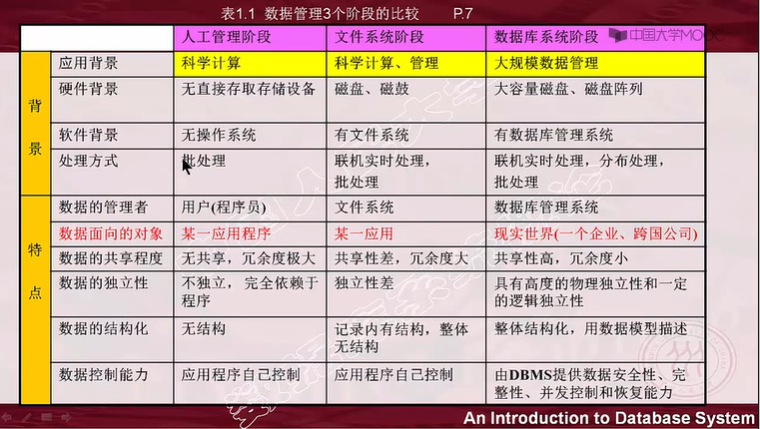 表1.1 数据管理3个阶段的比较 P.7
人工管理阶段 文件系统阶段 数据库系统阶段
中国大学MOOC
背景
应用背景 科学计算 科学计算、管理 大规模数据管理
硬件背景 无直接存取存储设备 磁盘、磁鼓 大容量磁盘、磁盘阵列
软件背景 无操作系统 有文件系统 有数据库管理系统
处理方式 批处理 联机实时处理， 联机实时处理，分布处理，
批处理 批处理
特点
数据的管理者 用户(程序员) 文件系统 数据库管理系统
数据面向的对象 某一应用程序 某一应用 现实世界(一个企业、跨国公司)
数据的共享程度 无共享，冗余度极大 共享性差，冗余度大 共享性高，冗余度小
数据的独立性 不独立，完全依赖于 独立性差 具有高度的物理独立性和一定
程序 的逻辑独立性
数据的结构化 无结构 记录内有结构，整体 整体结构化，用数据模型描述
无结构
数据控制能力 应用程序自己控制 应用程序自己控制 由DBMS提供数据安全性、完
整性、并发控制和恢复能力
An Introduction to Database System